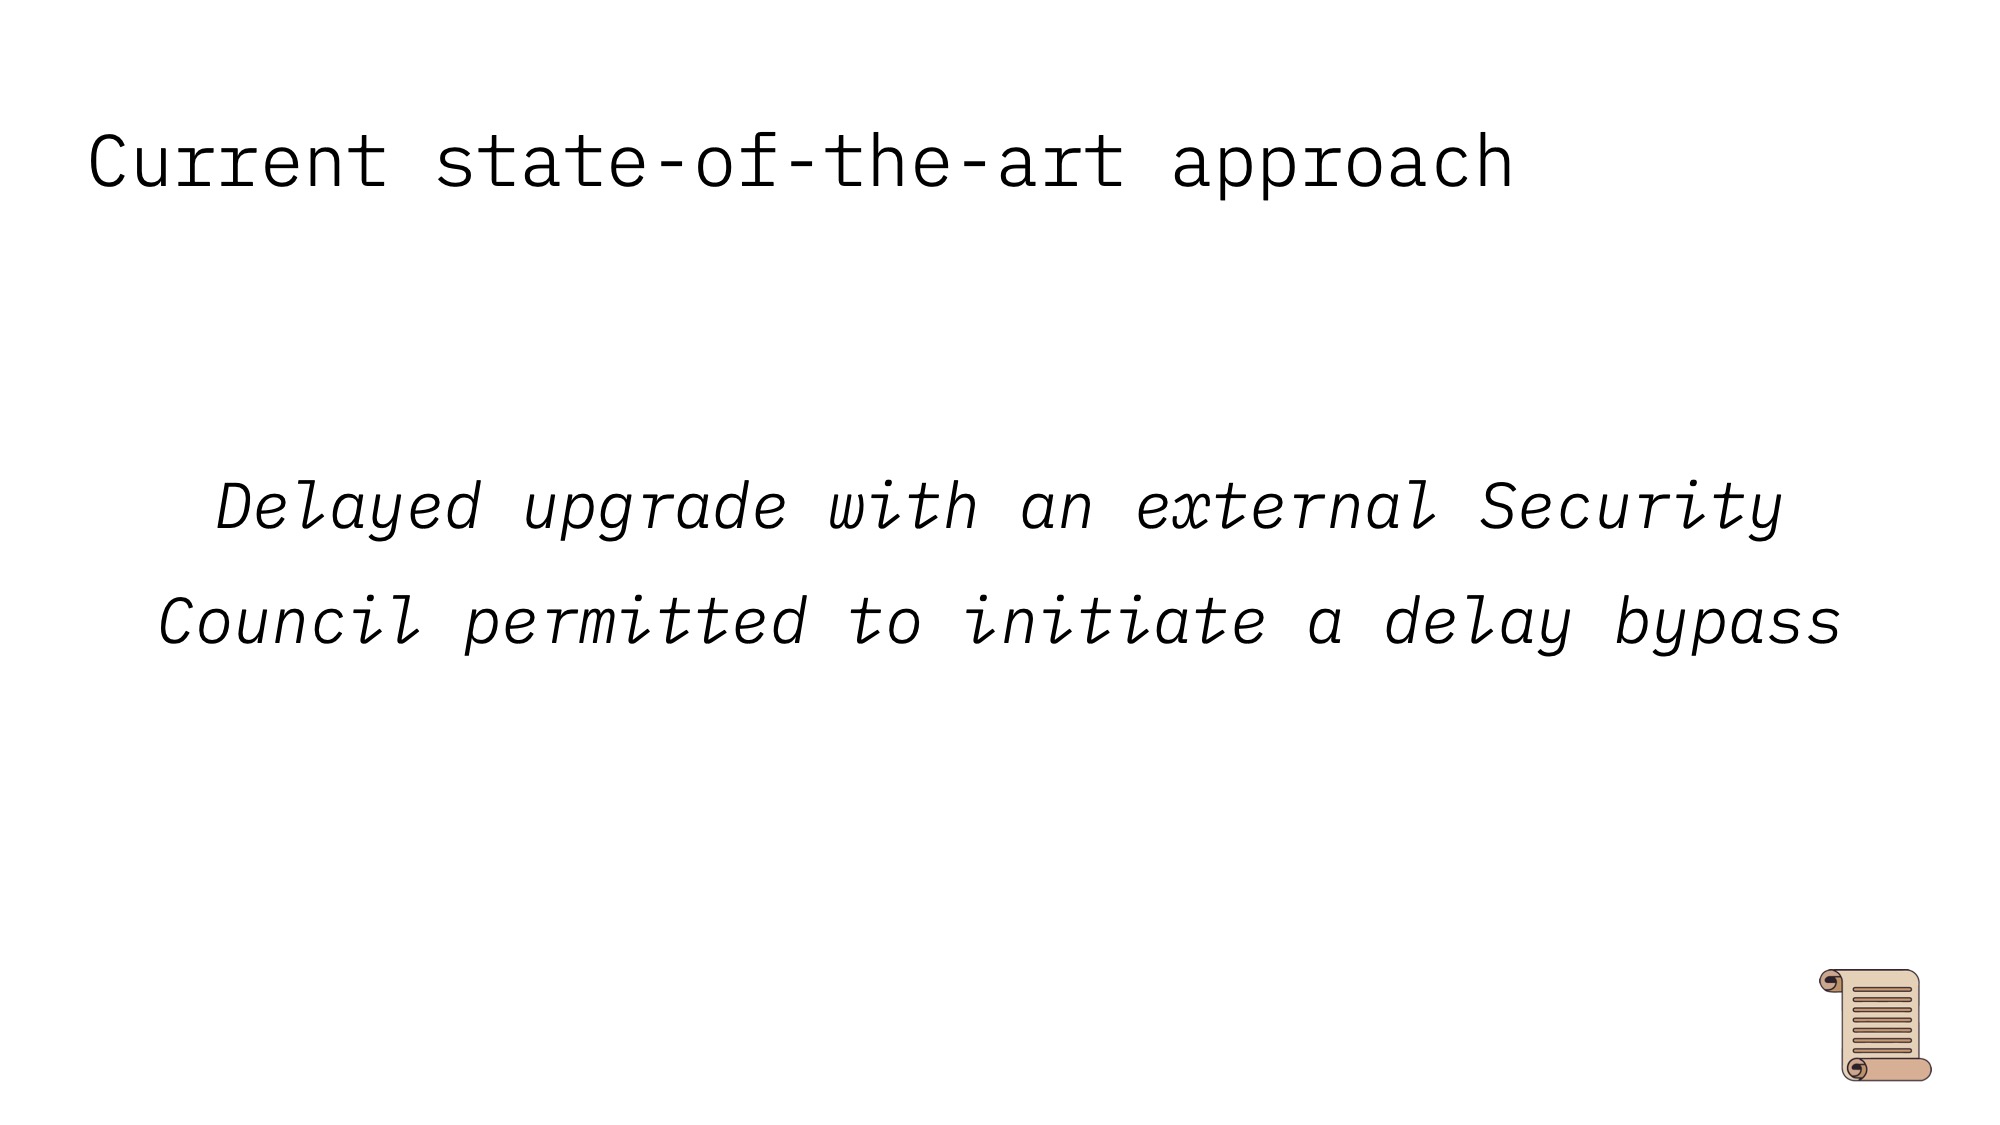 Current state-of-the-art approach
Delayed upgrade with an external Security
Council permitted to initiate a delay bypass